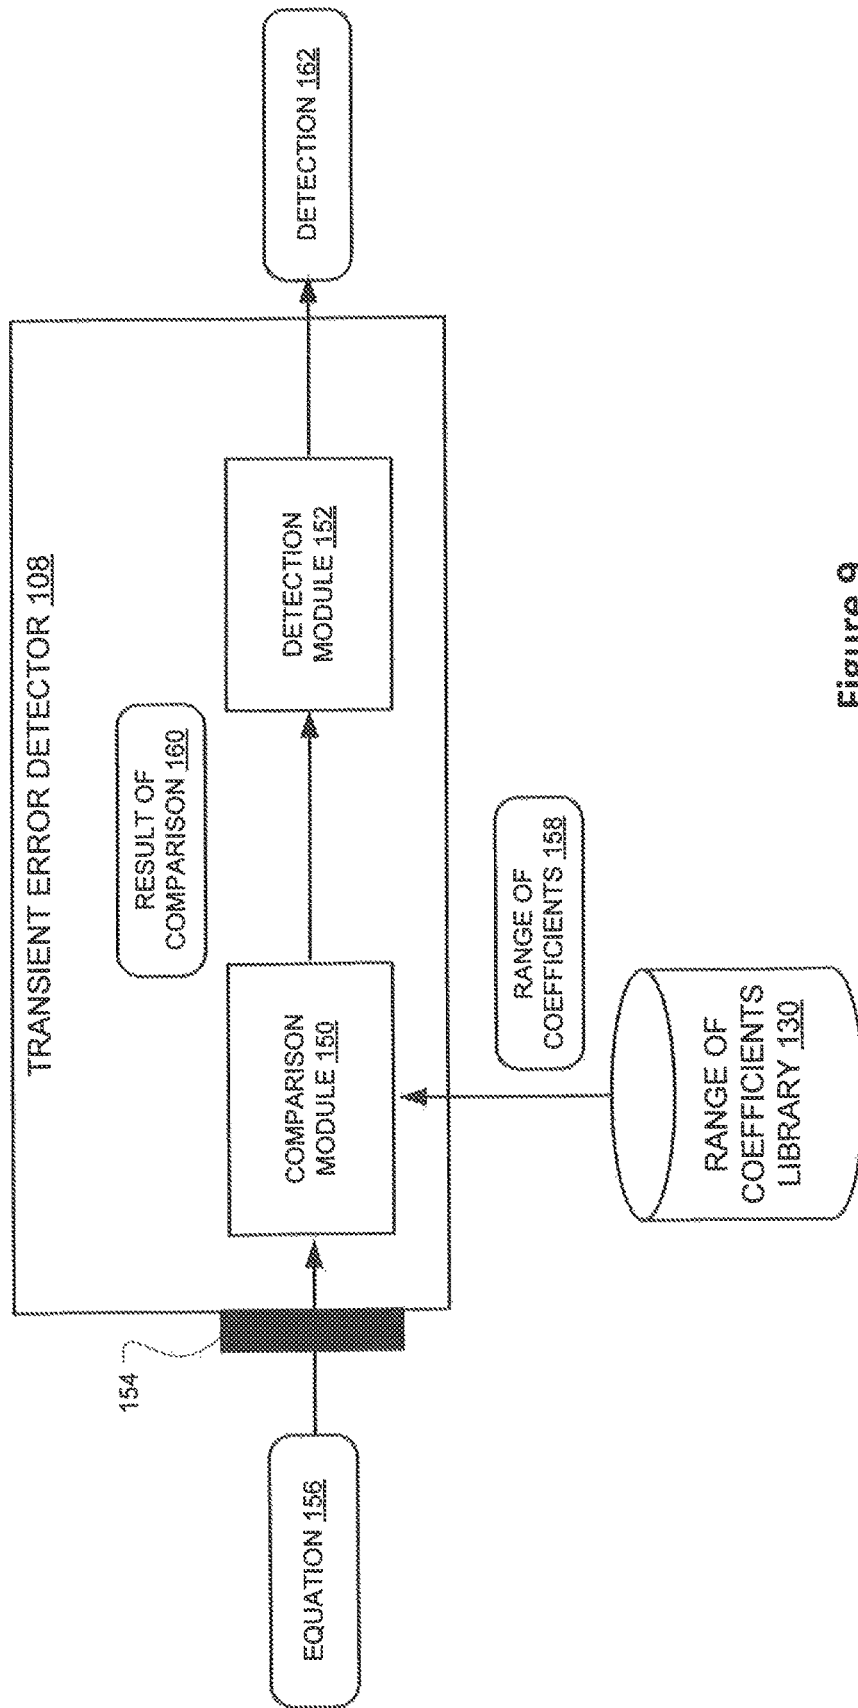 TRANSIENT ERROR DETECTOR 108
154
EQUATION 156
COMPARISON
MODULE 150
RESULT OF
COMPARISON 160
DETECTION
MODULE 152
DETECTION 162
RANGE OF
COEFFICIENTS 158
RANGE OF
COEFFICIENTS
LIBRARY 130
Figure 9